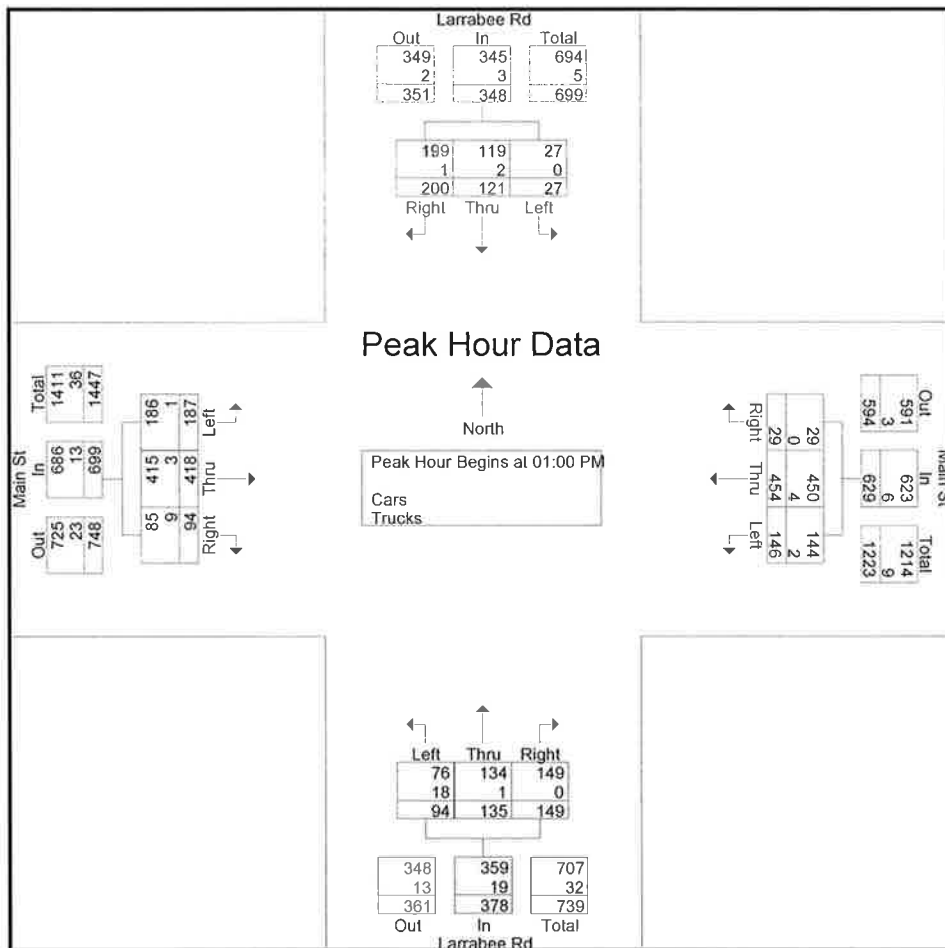 Larrabee Rd
Out In Total
349 345 694
2 3 5
351 348 699
199 119 27
1 2 0
200 121 27
Right Thru Left
Peak Hour Data
North
Peak Hour Begins at 01:00 PM
Cars
Trucks
Main St
Total In Out
1411 686 725
36 13 23
1447 699 748
186 415 85
1 3 9
187 418 94
Left Thru Right
Right Thru Left
29 454 146
0 4 2
29 450 144
Out In Total
594 629 1223
3 6 9
591 623 1214
Main St
Left Thru Right
76 134 149
18 1 0
94 135 149
348 359 707
13 19 32
361 378 739
Out In Total
Larrabee Rd